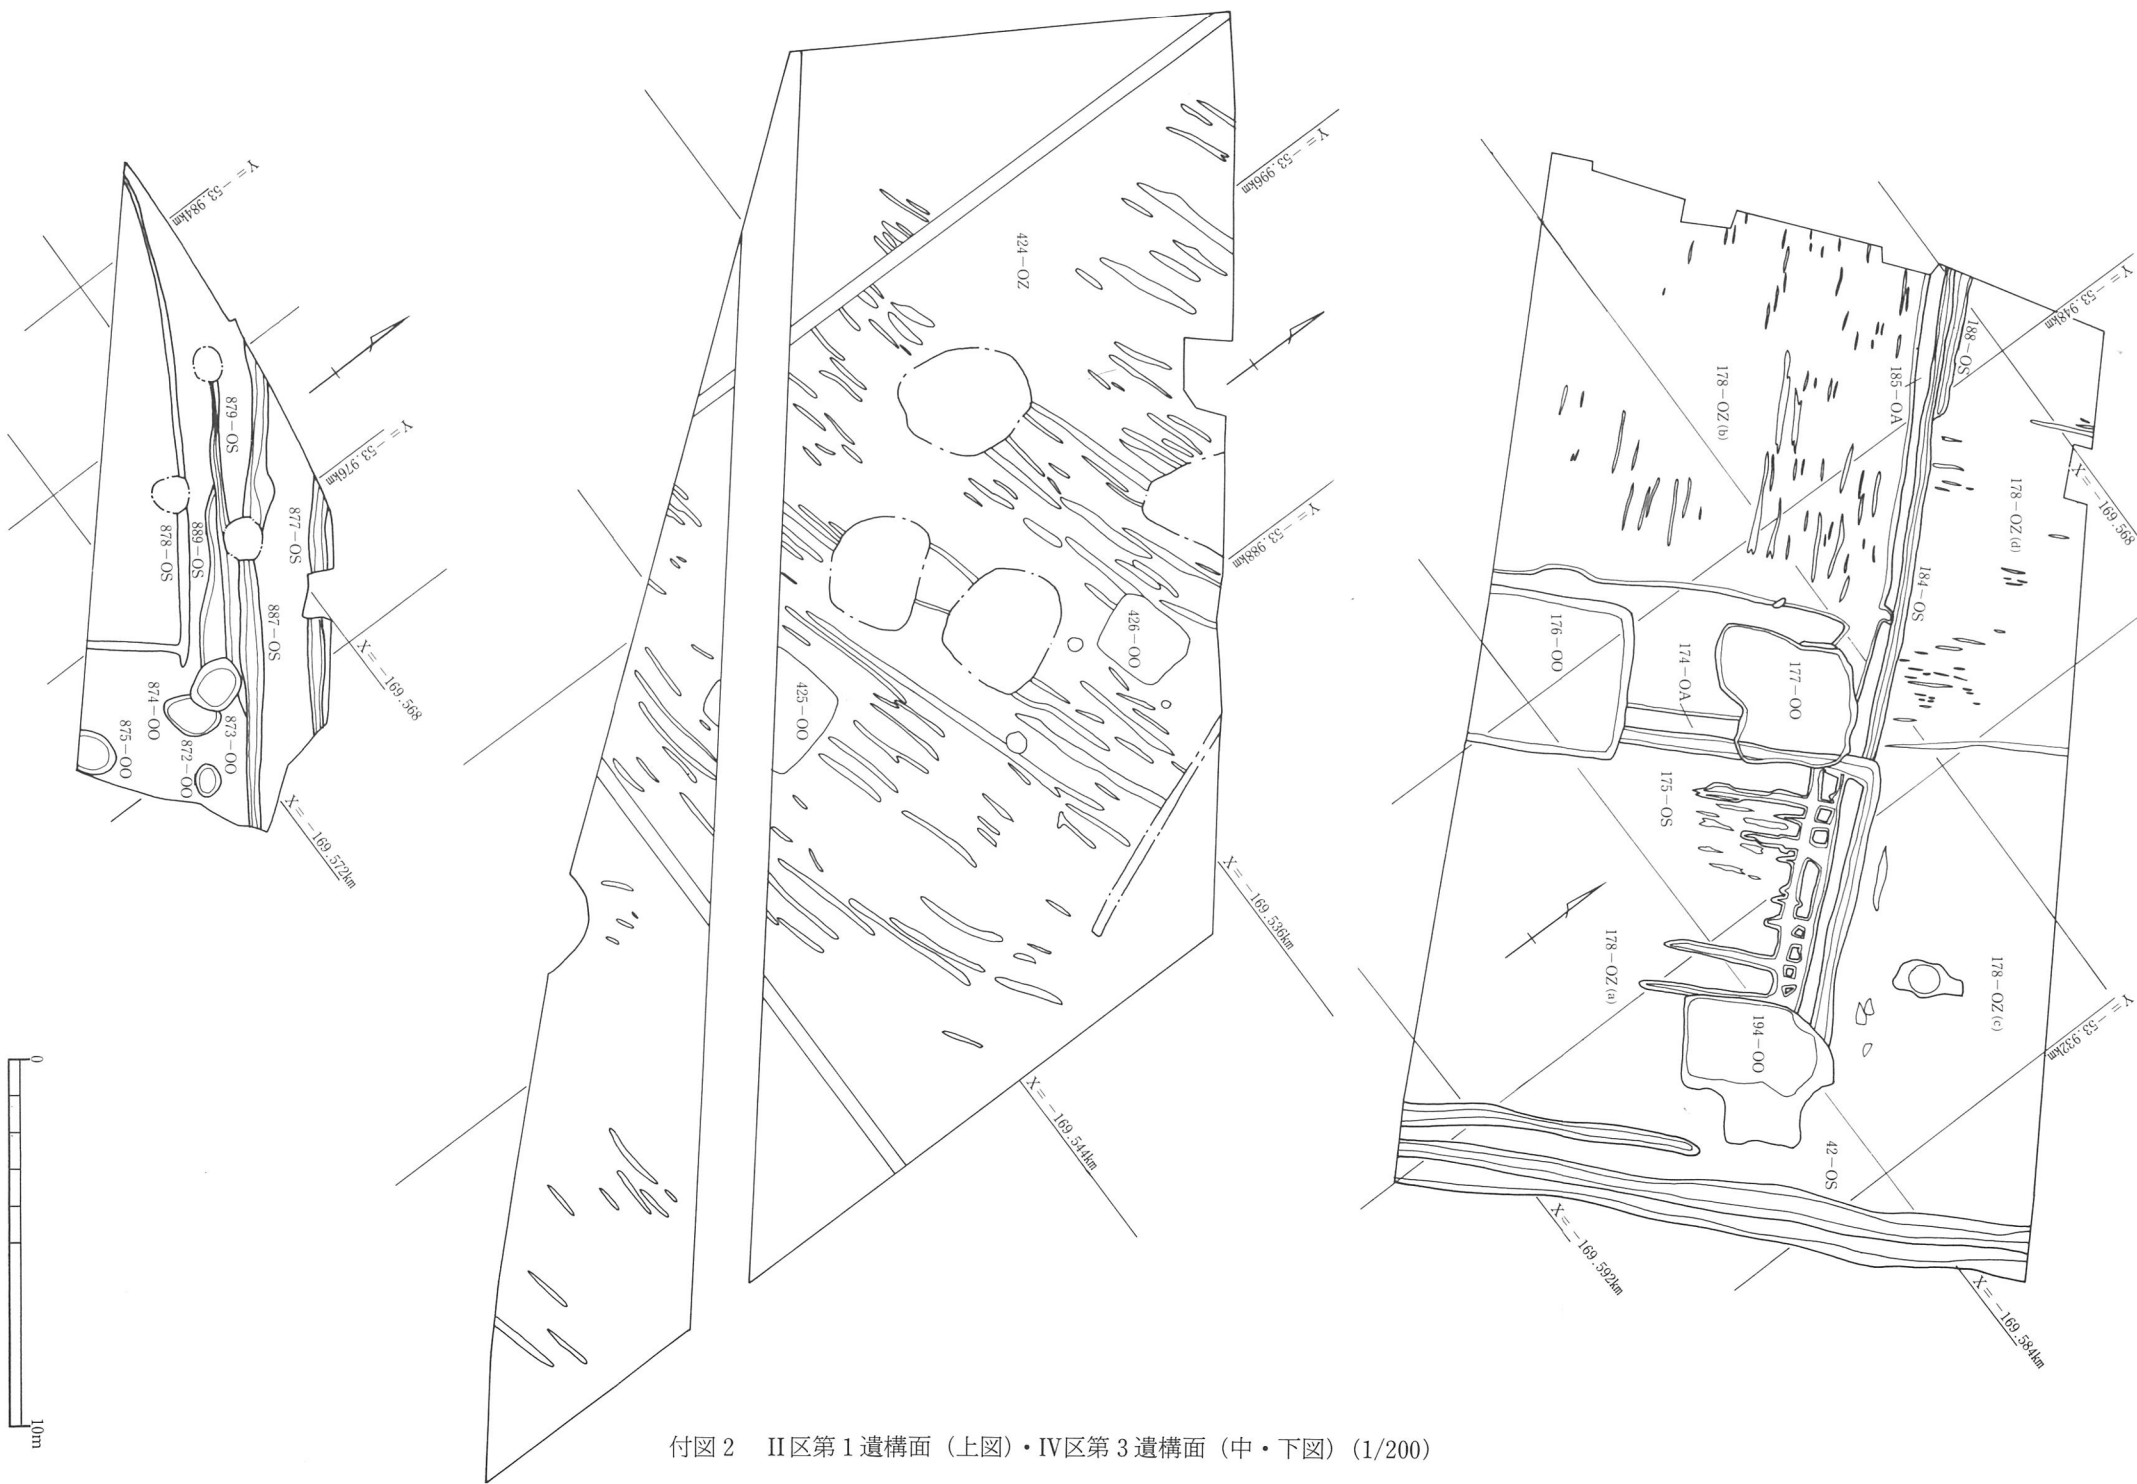 Y=-53.984km
Y=-53.976km
879-OS
877-OS
878-OS
889-OS
887-OS
X=-169.568
874-OO
873-OO
872-OO
875-OO
X=-169.572km
Y=-53.996km
424-OZ
Y=-53.988km
426-OO
425-OO
X=-169.536km
X=-169.544km
Y=-53.948km
188-OS
185-OA
178-OZ(b)
X=-169.568
178-OZ(d)
184-OS
176-OO
174-OA
177-OO
175-OS
178-OZ(a)
178-OZ(c)
194-OO
Y=-53.932km
42-OS
X=-169.592km
X=-169.584km
0
10m
付図2 II区第1遺構面(上図)・IV区第3遺構面(中・下図)(1/200)